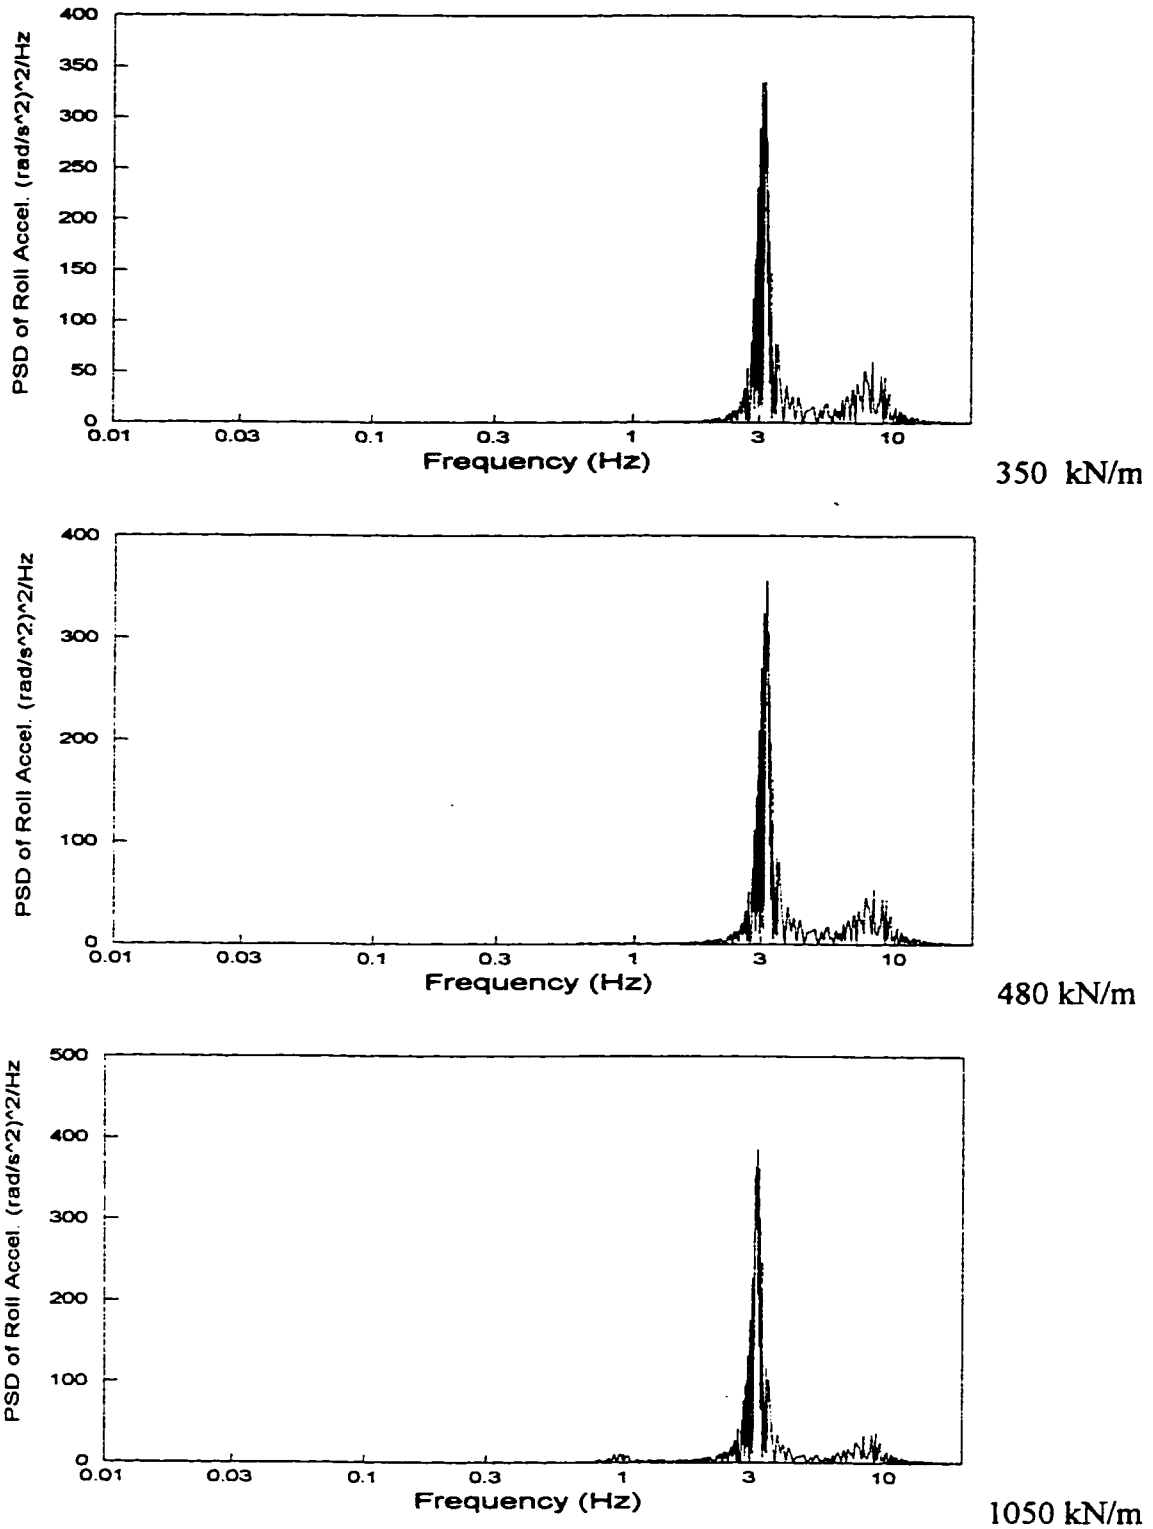 PSD of Roll Accel. (rad/s^2)^2/Hz
400
350
300
250
200
150
100
50
0
0.01 0.03 0.1 0.3 1 3 10
Frequency (Hz)
350 kN/m
PSD of Roll Accel. (rad/s^2)^2/Hz
400
300
200
100
0
0.01 0.03 0.1 0.3 1 3 10
Frequency (Hz)
480 kN/m
PSD of Roll Accel. (rad/s^2)^2/Hz
500
400
300
200
100
0
0.01 0.03 0.1 0.3 1 3 10
Frequency (Hz)
1050 kN/m